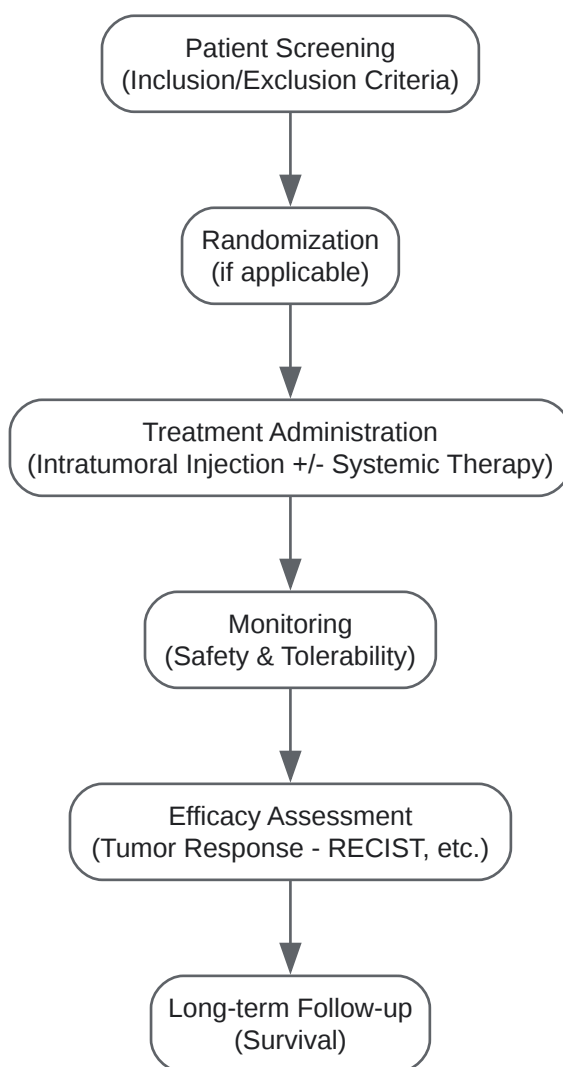 Patient Screening
(Inclusion/Exclusion Criteria)
Randomization
(if applicable)
Treatment Administration
(Intratumoral Injection +/- Systemic Therapy)
Monitoring
(Safety & Tolerability)
Efficacy Assessment
(Tumor Response - RECIST, etc.)
Long-term Follow-up
(Survival)